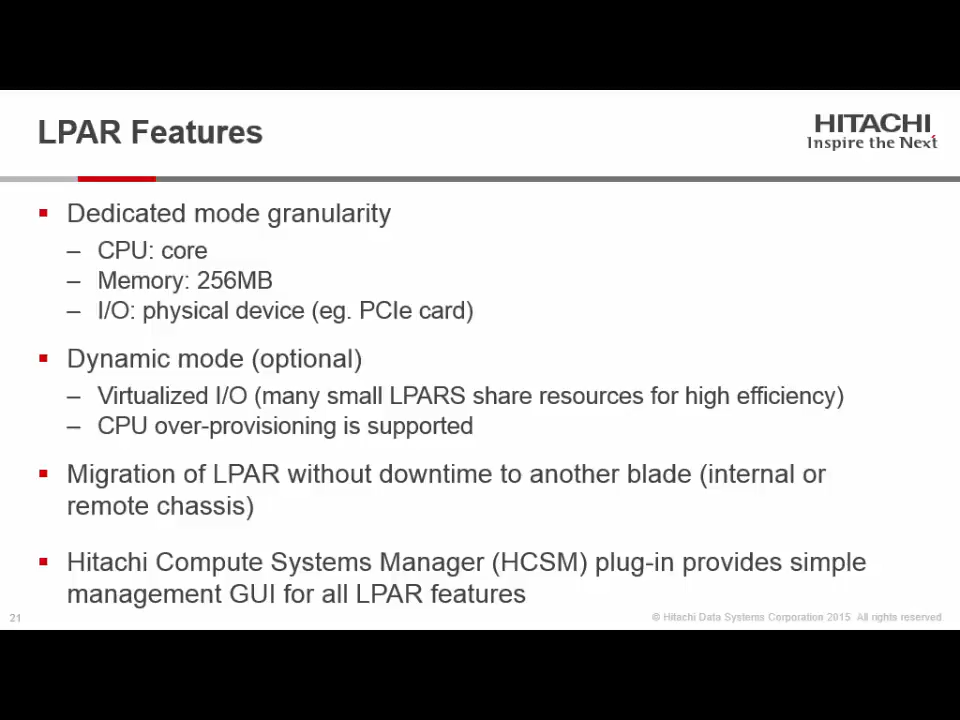 LPAR Features
HITACHI
Inspire the Next
▪ Dedicated mode granularity
– CPU: core
– Memory: 256MB
– I/O: physical device (eg. PCIe card)
▪ Dynamic mode (optional)
– Virtualized I/O (many small LPARS share resources for high efficiency)
– CPU over-provisioning is supported
▪ Migration of LPAR without downtime to another blade (internal or
remote chassis)
▪ Hitachi Compute Systems Manager (HCSM) plug-in provides simple
management GUI for all LPAR features
21
© Hitachi Data Systems Corporation 2015 All rights reserved